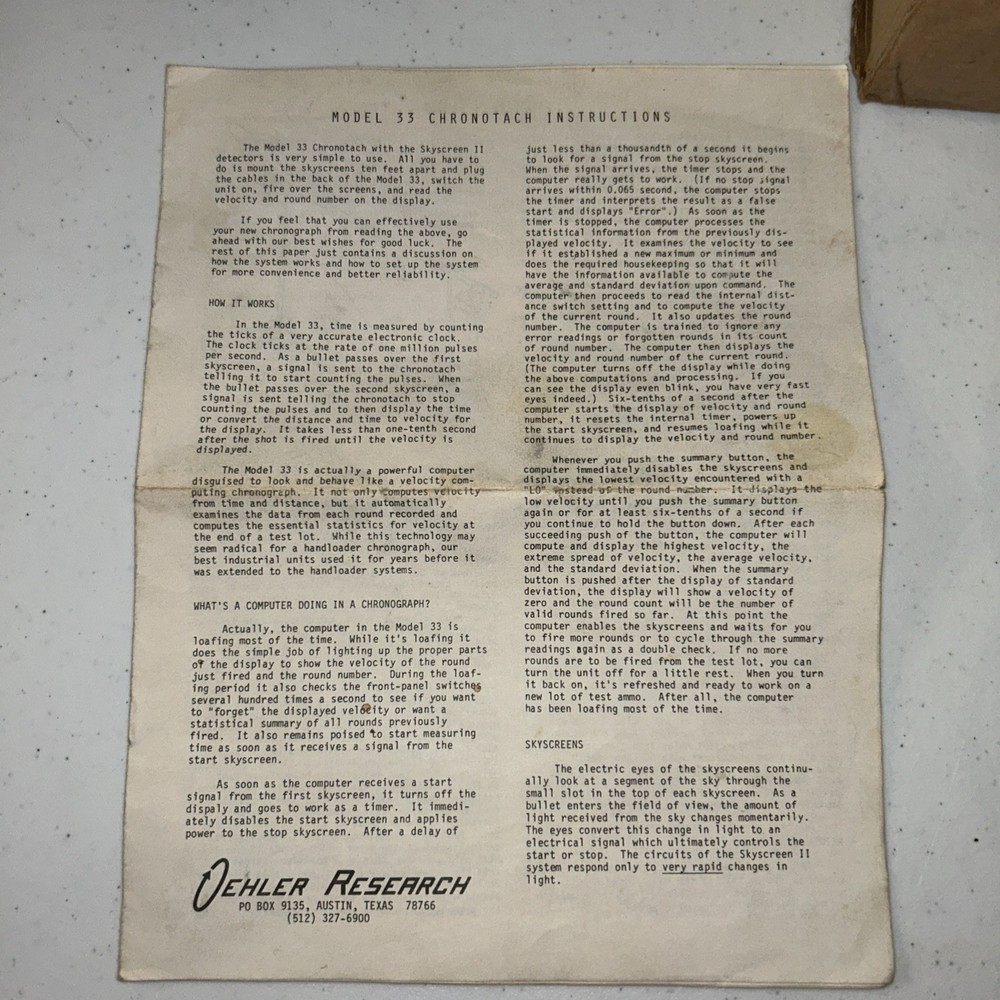 MODEL 33 CHRONOTACH INSTRUCTIONS
The Model 33 Chronotach with the Skyscreen II
detectors is very simple to use. All you have to
do is mount the skyscreens ten feet apart and plug
the cables in the back of the Model 33, switch the
unit on, fire over the screens, and read the
velocity and round number on the display.
If you feel that you can effectively use
your new chronograph from reading the above, go
ahead with our best wishes for good luck. The
rest of this paper just contains a discussion on
how the system works and how to set up the system
for more convenience and better reliability.
HOW IT WORKS
In the Model 33, time is measured by counting
the ticks of a very accurate electronic clock.
The clock ticks at the rate of one million pulses
per second. As a bullet passes over the first
skyscreen, a signal is sent to the chronotach
telling it to start counting the pulses. When
the bullet passes over the second skyscreen, a
signal is sent telling the chronotach to stop
counting the pulses and to then display the time
or convert the distance and time to velocity for
the display. It takes less than one-tenth second
after the shot is fired until the velocity is
displayed.
The Model 33 is actually a powerful computer
disguised to look and behave like a velocity com-
puting chronograph. It not only computes velocity
from time and distance, but it automatically
examines the data from each round recorded and
computes the essential statistics for velocity at
the end of a test lot. While this technology may
seem radical for a handloader chronograph, our
best industrial units used it for years before it
was extended to the handloader systems.
WHAT'S A COMPUTER DOING IN A CHRONOGRAPH?
Actually, the computer in the Model 33 is
loafing most of the time. While it's loafing it
does the simple job of lighting up the proper parts
of the display to show the velocity of the round
just fired and the round number. During the loaf-
ing period it also checks the front-panel switches
several hundred times a second to see if you want
to "forget" the displayed velocity or want a
statistical summary of all rounds previously
fired. It also remains poised to start measuring
time as soon as it receives a signal from the
start skyscreen.
As soon as the computer receives a start
signal from the first skyscreen, it turns off the
dispaly and goes to work as a timer. It immedi-
ately disables the start skyscreen and applies
power to the stop skyscreen. After a delay of
OEHLER RESEARCH
PO BOX 9135, AUSTIN, TEXAS 78766
(512) 327-6900
just less than a thousandth of a second it begins
to look for a signal from the stop skyscreen.
When the signal arrives, the timer stops and the
computer really gets to work. (If no stop signal
arrives within 0.065 second, the computer stops
the timer and interprets the result as a false
start and displays "Error".) As soon as the
timer is stopped, the computer processes the
statistical information from the previously dis-
played velocity. It examines the velocity to see
if it established a new maximum or minimum and
does the required housekeeping so that it will
have the information available to compute the
average and standard deviation upon command. The
computer then proceeds to read the internal dist-
ance switch setting and to compute the velocity
of the current round. It also updates the round
number. The computer is trained to ignore any
error readings or forgotten rounds in its count
of round number. The computer then displays the
velocity and round number of the current round.
(The computer turns off the display while doing
the above computations and processing. If you
can see the display even blink, you have very fast
eyes indeed.) Six-tenths of a second after the
computer starts the display of velocity and round
number, it resets the internal timer, powers up
the start skyscreen, and resumes loafing while it
continues to display the velocity and round number.
Whenever you push the summary button, the
computer immediately disables the skyscreens and
displays the lowest velocity encountered with a
"LO" instead of the round number. It displays the
low velocity until you push the summary button
again or for at least six-tenths of a second if
you continue to hold the button down. After each
succeeding push of the button, the computer will
compute and display the highest velocity, the
extreme spread of velocity, the average velocity,
and the standard deviation. When the summary
button is pushed after the display of standard
deviation, the display will show a velocity of
zero and the round count will be the number of
valid rounds fired so far. At this point the
computer enables the skyscreens and waits for you
to fire more rounds or to cycle through the summary
readings again as a double check. If no more
rounds are to be fired from the test lot, you can
turn the unit off for a little rest. When you turn
it back on, it's refreshed and ready to work on a
new lot of test ammo. After all, the computer
has been loafing most of the time.
SKYSCREENS
The electric eyes of the skyscreens continu-
ally look at a segment of the sky through the
small slot in the top of each skyscreen. As a
bullet enters the field of view, the amount of
light received from the sky changes momentarily.
The eyes convert this change in light to an
electrical signal which ultimately controls the
start or stop. The circuits of the Skyscreen II
system respond only to very rapid changes in
light.